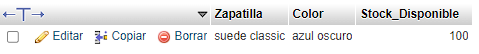 Zapatilla Color Stock_Disponible
Editar Copiar Borrar suede classic azul oscuro 100